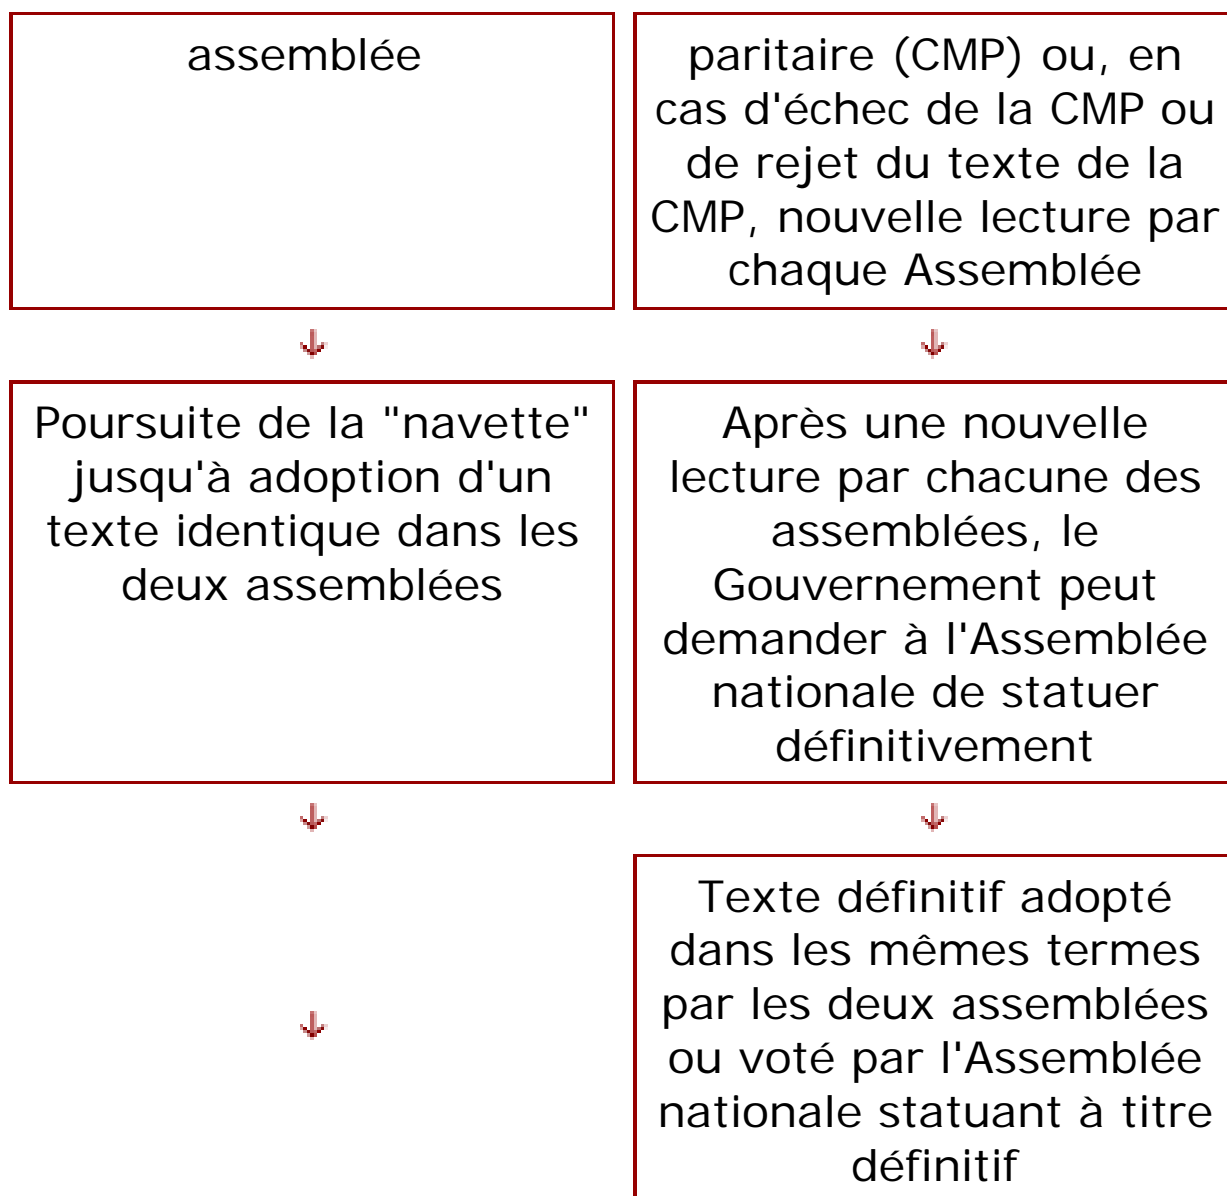 assemblée
paritaire (CMP) ou, en
cas d'échec de la CMP ou
de rejet du texte de la
CMP, nouvelle lecture par
chaque Assemblée
Poursuite de la "navette"
jusqu'à adoption d'un
texte identique dans les
deux assemblées
Après une nouvelle
lecture par chacune des
assemblées, le
Gouvernement peut
demander à l'Assemblée
nationale de statuer
définitivement
Texte définitif adopté
dans les mêmes termes
par les deux assemblées
ou voté par l'Assemblée
nationale statuant à titre
définitif